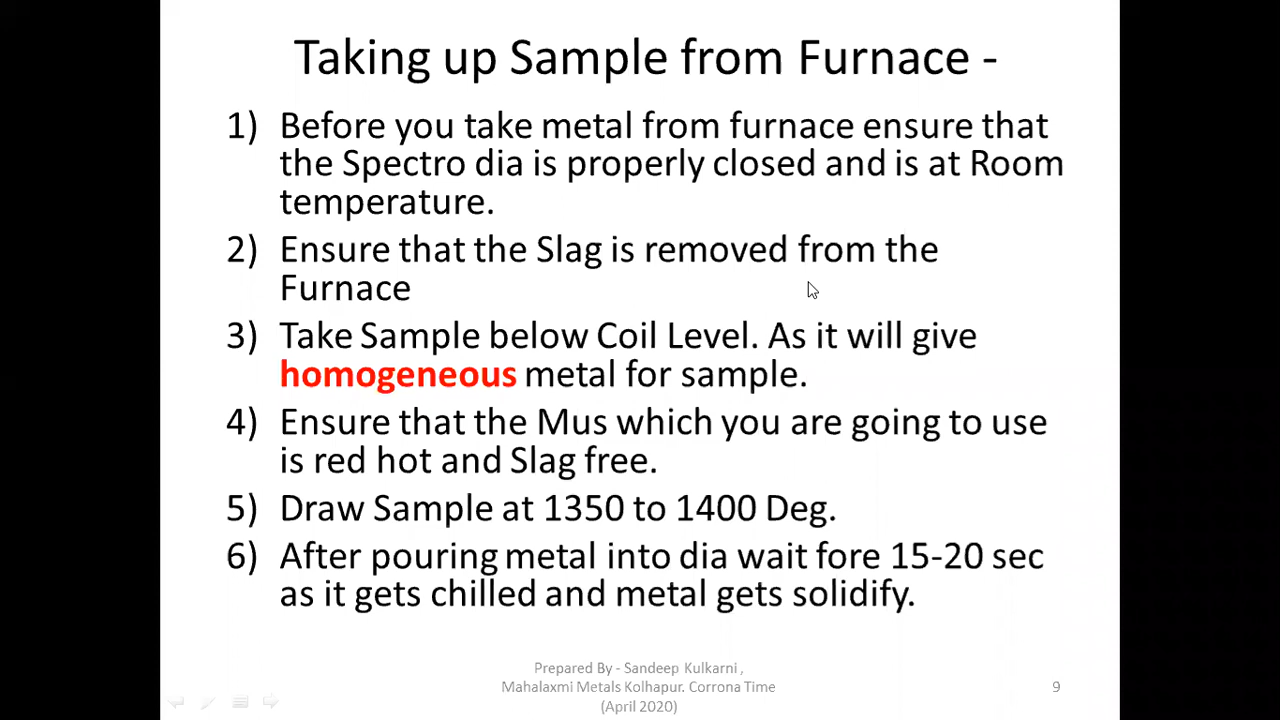 Taking up Sample from Furnace -
1) Before you take metal from furnace ensure that
the Spectro dia is properly closed and is at Room
temperature.
2) Ensure that the Slag is removed from the
Furnace
3) Take Sample below Coil Level. As it will give
homogeneous metal for sample.
4) Ensure that the Mus which you are going to use
is red hot and Slag free.
5) Draw Sample at 1350 to 1400 Deg.
6) After pouring metal into dia wait fore 15-20 sec
as it gets chilled and metal gets solidify.
Prepared By - Sandeep Kulkarni ,
Mahalaxmi Metals Kolhapur. Corrona Time
(April 2020)
9